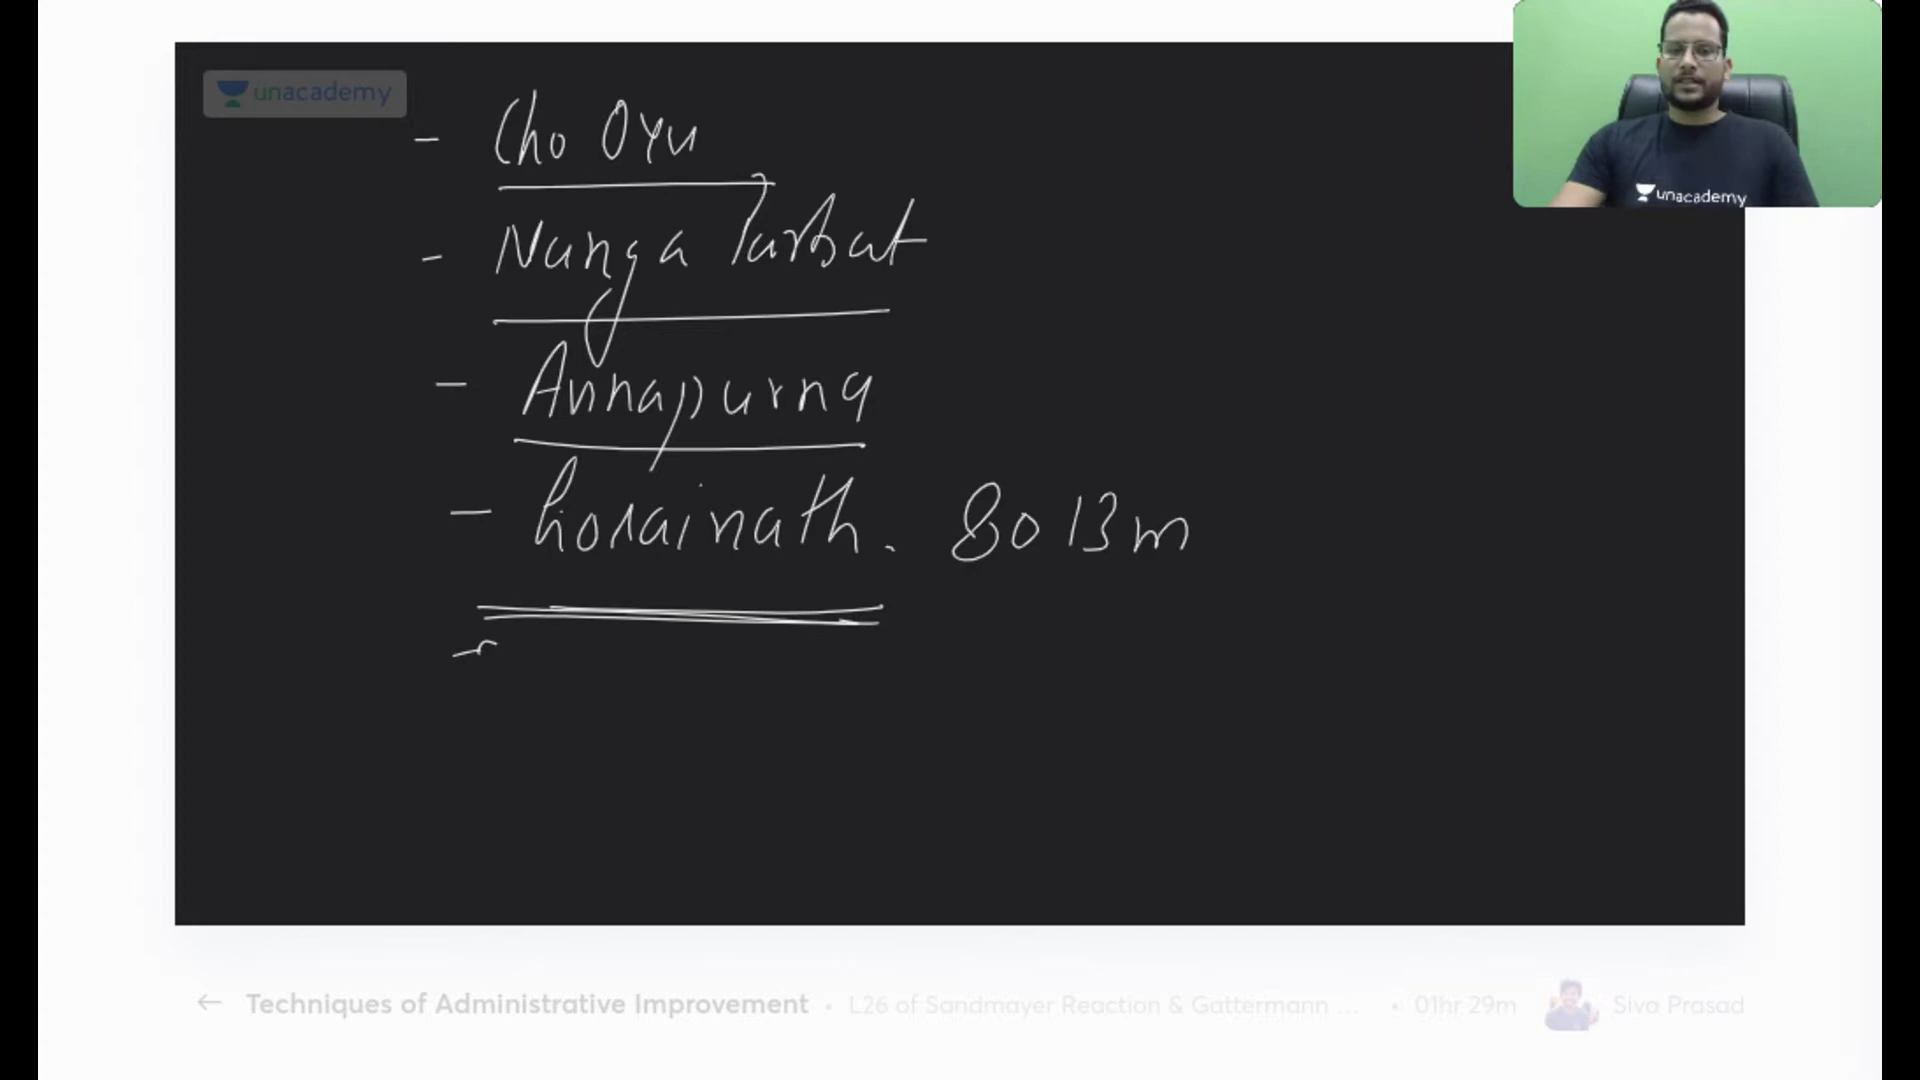 unacademy
- Cho Oyu
- Nanga Parbat
- Annapurna
- Gosainath. 8013m
-
unacademy
← Techniques of Administrative Improvement • L26 of Sandmayer Reaction & Gattermann ... • 01hr 29m Siva Prasad